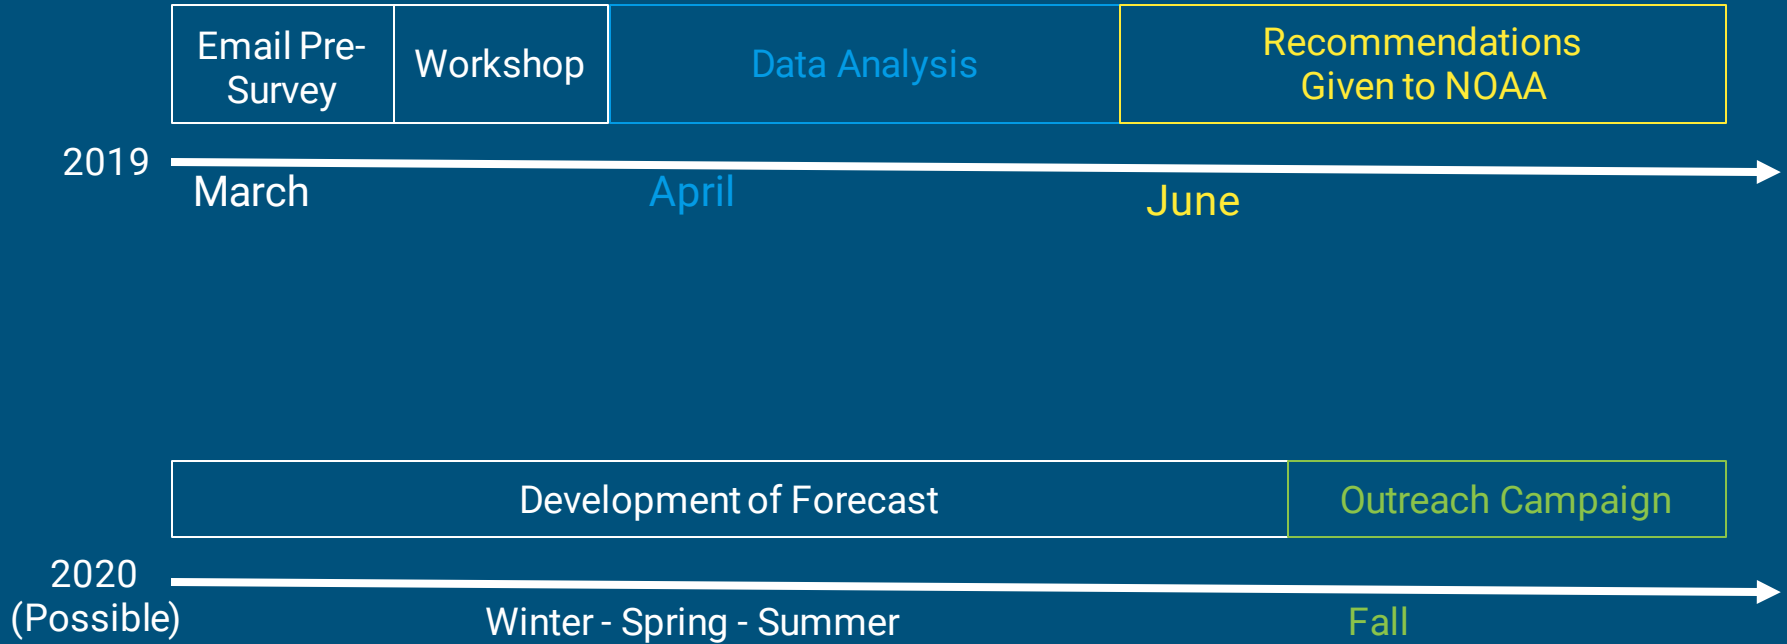 Email Pre-
Survey
Workshop
Data Analysis
Recommendations
Given to NOAA
2019
March
April
June
Development of Forecast
Outreach Campaign
2020
(Possible)
Winter - Spring - Summer
Fall